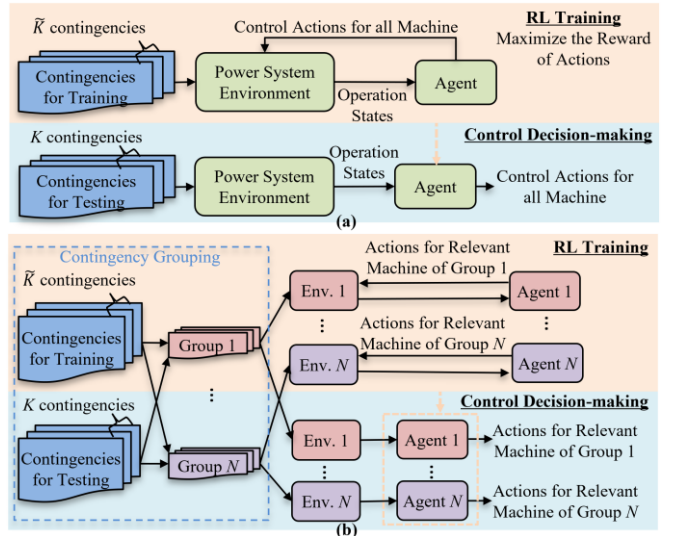 K̃ contingencies
Contingencies
for Training
Power System
Environment
Control Actions for all Machine
Operation
States
Agent
RL Training
Maximize the Reward
of Actions
K contingencies
Contingencies
for Testing
Power System
Environment
Operation
States
Agent
Control Decision-making
Control Actions for
all Machine
(a)
Contingency Grouping
K̃ contingencies
Contingencies
for Training
Group 1
⋮
K contingencies
Contingencies
for Testing
Group N
RL Training
Env. 1
Actions for Relevant
Machine of Group 1
Agent 1
⋮
⋮
Env. N
Actions for Relevant
Machine of Group N
Agent N
Control Decision-making
Env. 1
Agent 1
Actions for Relevant
Machine of Group 1
⋮
⋮
Env. N
Agent N
Actions for Relevant
Machine of Group N
(b)